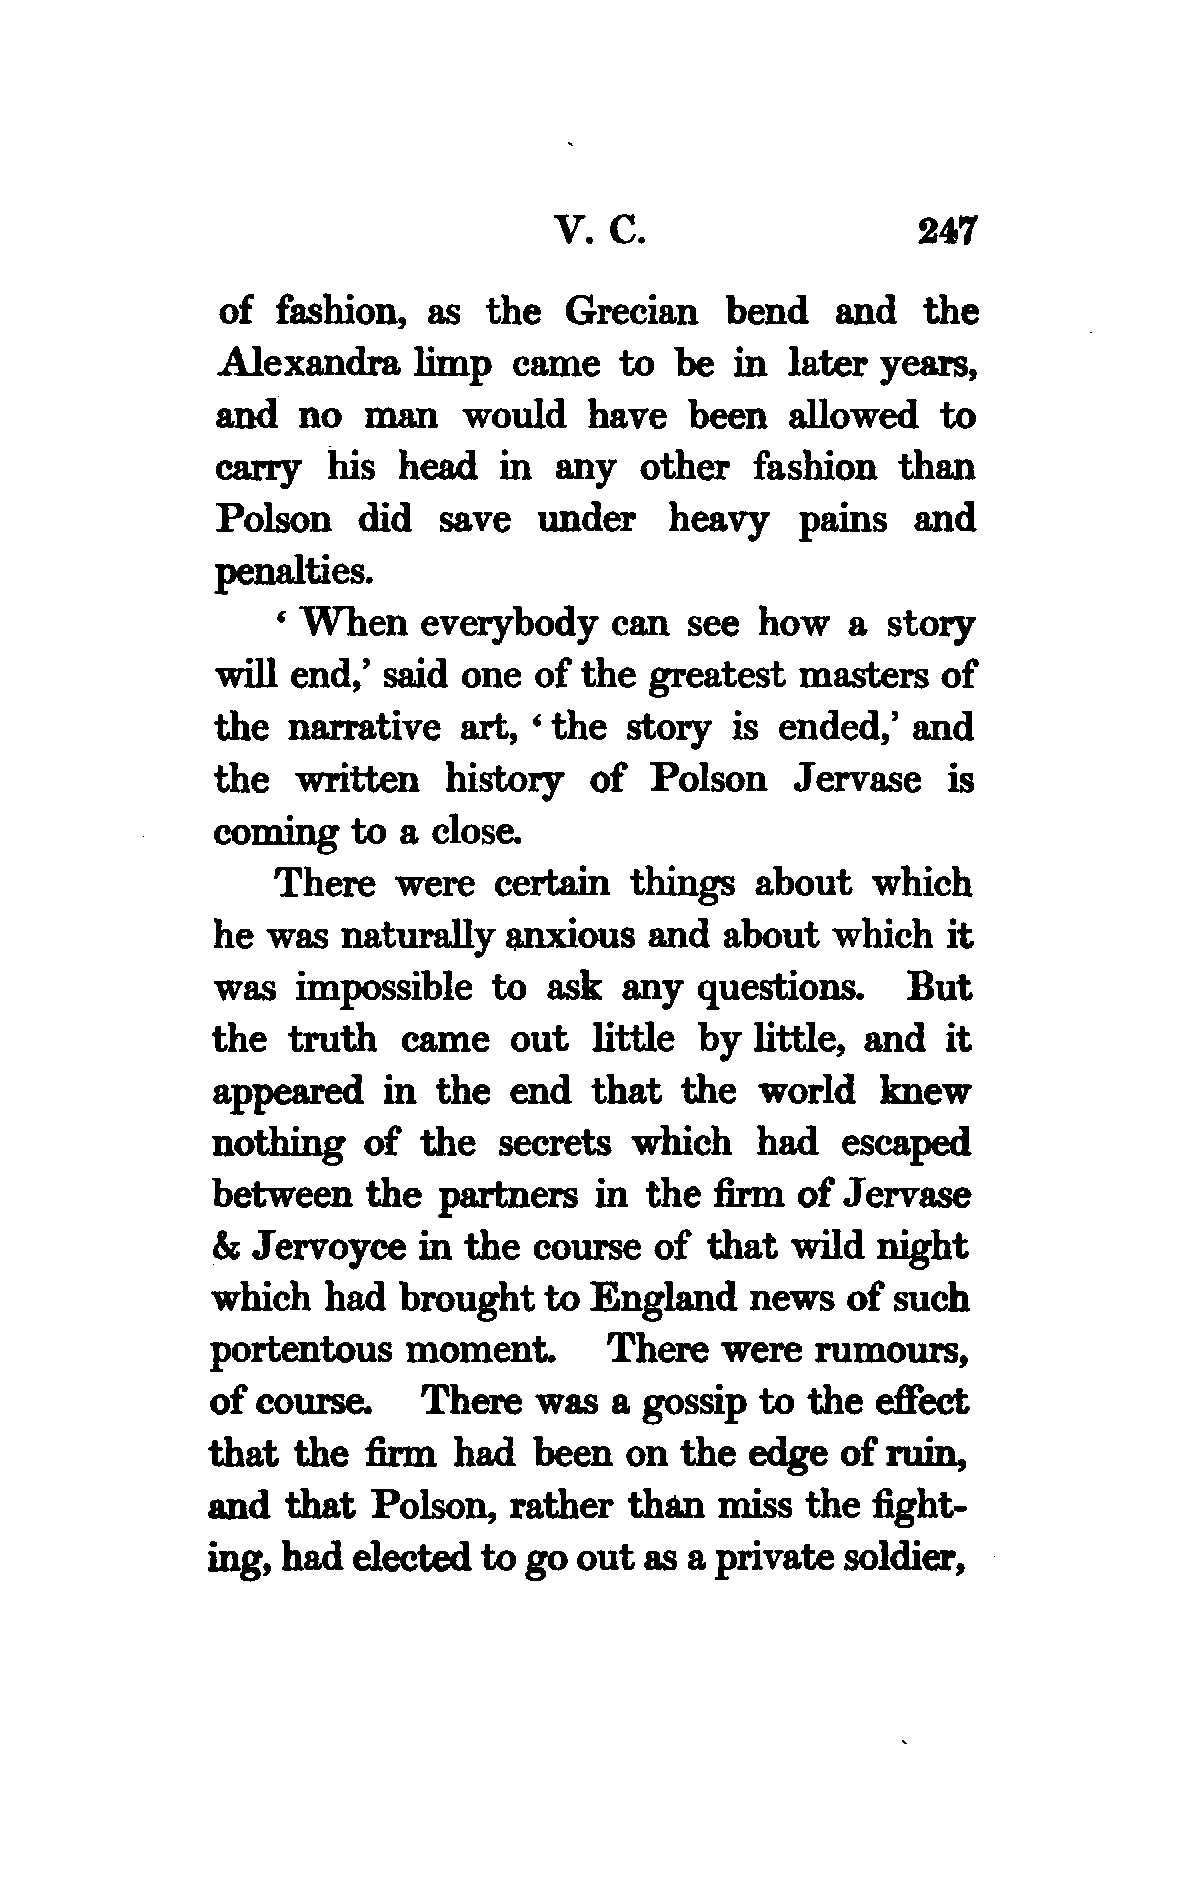 V. C. 247
of fashion, as the Grecian bend and the
Alexandra limp came to be in later years,
and no man would have been allowed to
carry his head in any other fashion than
Polson did save under heavy pains and
penalties.
‘ When everybody can see how a story
will end,’ said one of the greatest masters of
the narrative art, ‘ the story is ended,’ and
the written history of Polson Jervase is
coming to a close.
There were certain things about which
he was naturally anxious and about which it
was impossible to ask any questions. But
the truth came out little by little, and it
appeared in the end that the world knew
nothing of the secrets which had escaped
between the partners in the firm of Jervase
& Jervoyce in the course of that wild night
which had brought to England news of such
portentous moment. There were rumours,
of course. There was a gossip to the effect
that the firm had been on the edge of ruin,
and that Polson, rather than miss the fight-
ing, had elected to go out as a private soldier,